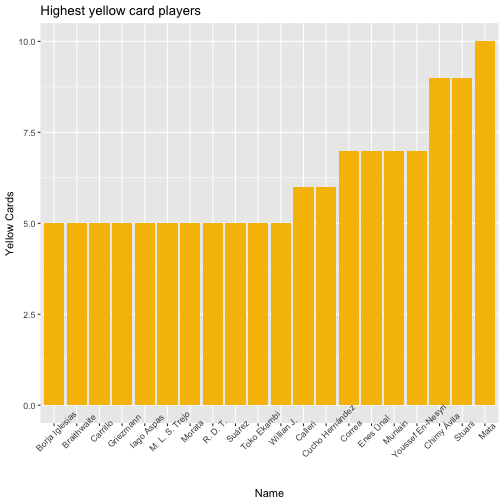 Highest yellow card players
10.0
7.5
5.0
2.5
0.0
Yellow Cards
Borja Iglesias
Braithwaite
Carrillo
Griezmann
Iago Aspas
M. L. S. Trejo
Morata
R. D. T.
Suárez
Toko Ekambi
Willian J.
Calleri
Cucho Hernández
Correa
Enes Ünal
Muniain
Youssef En-Nesyri
Chimy Ávila
Stuani
Mata
Name